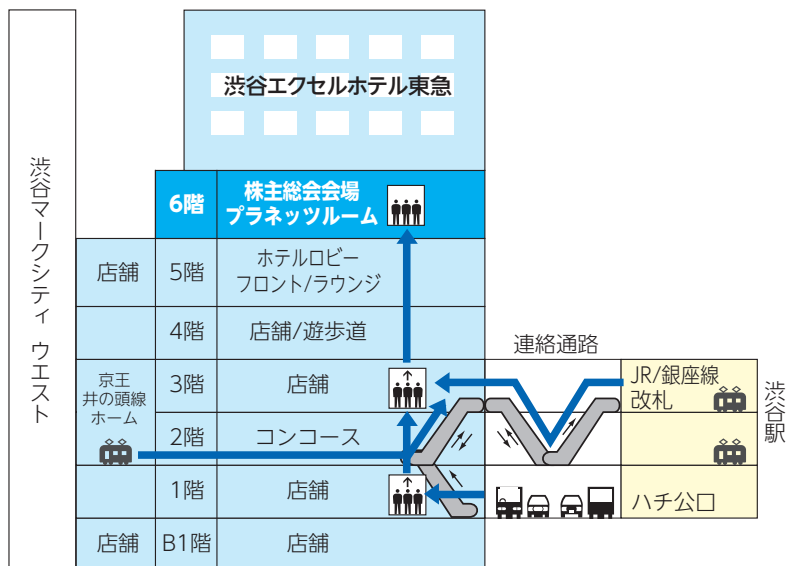 渋谷エクセルホテル東急
渋谷マークシティ ウエスト
6階
株主総会会場
プラネッツルーム
店舗
5階
ホテルロビー
フロント/ラウンジ
4階
店舗/遊歩道
連絡通路
京王
井の頭線
ホーム
3階
店舗
JR/銀座線
改札
渋谷駅
2階
コンコース
1階
店舗
ハチ公口
店舗
B1階
店舗